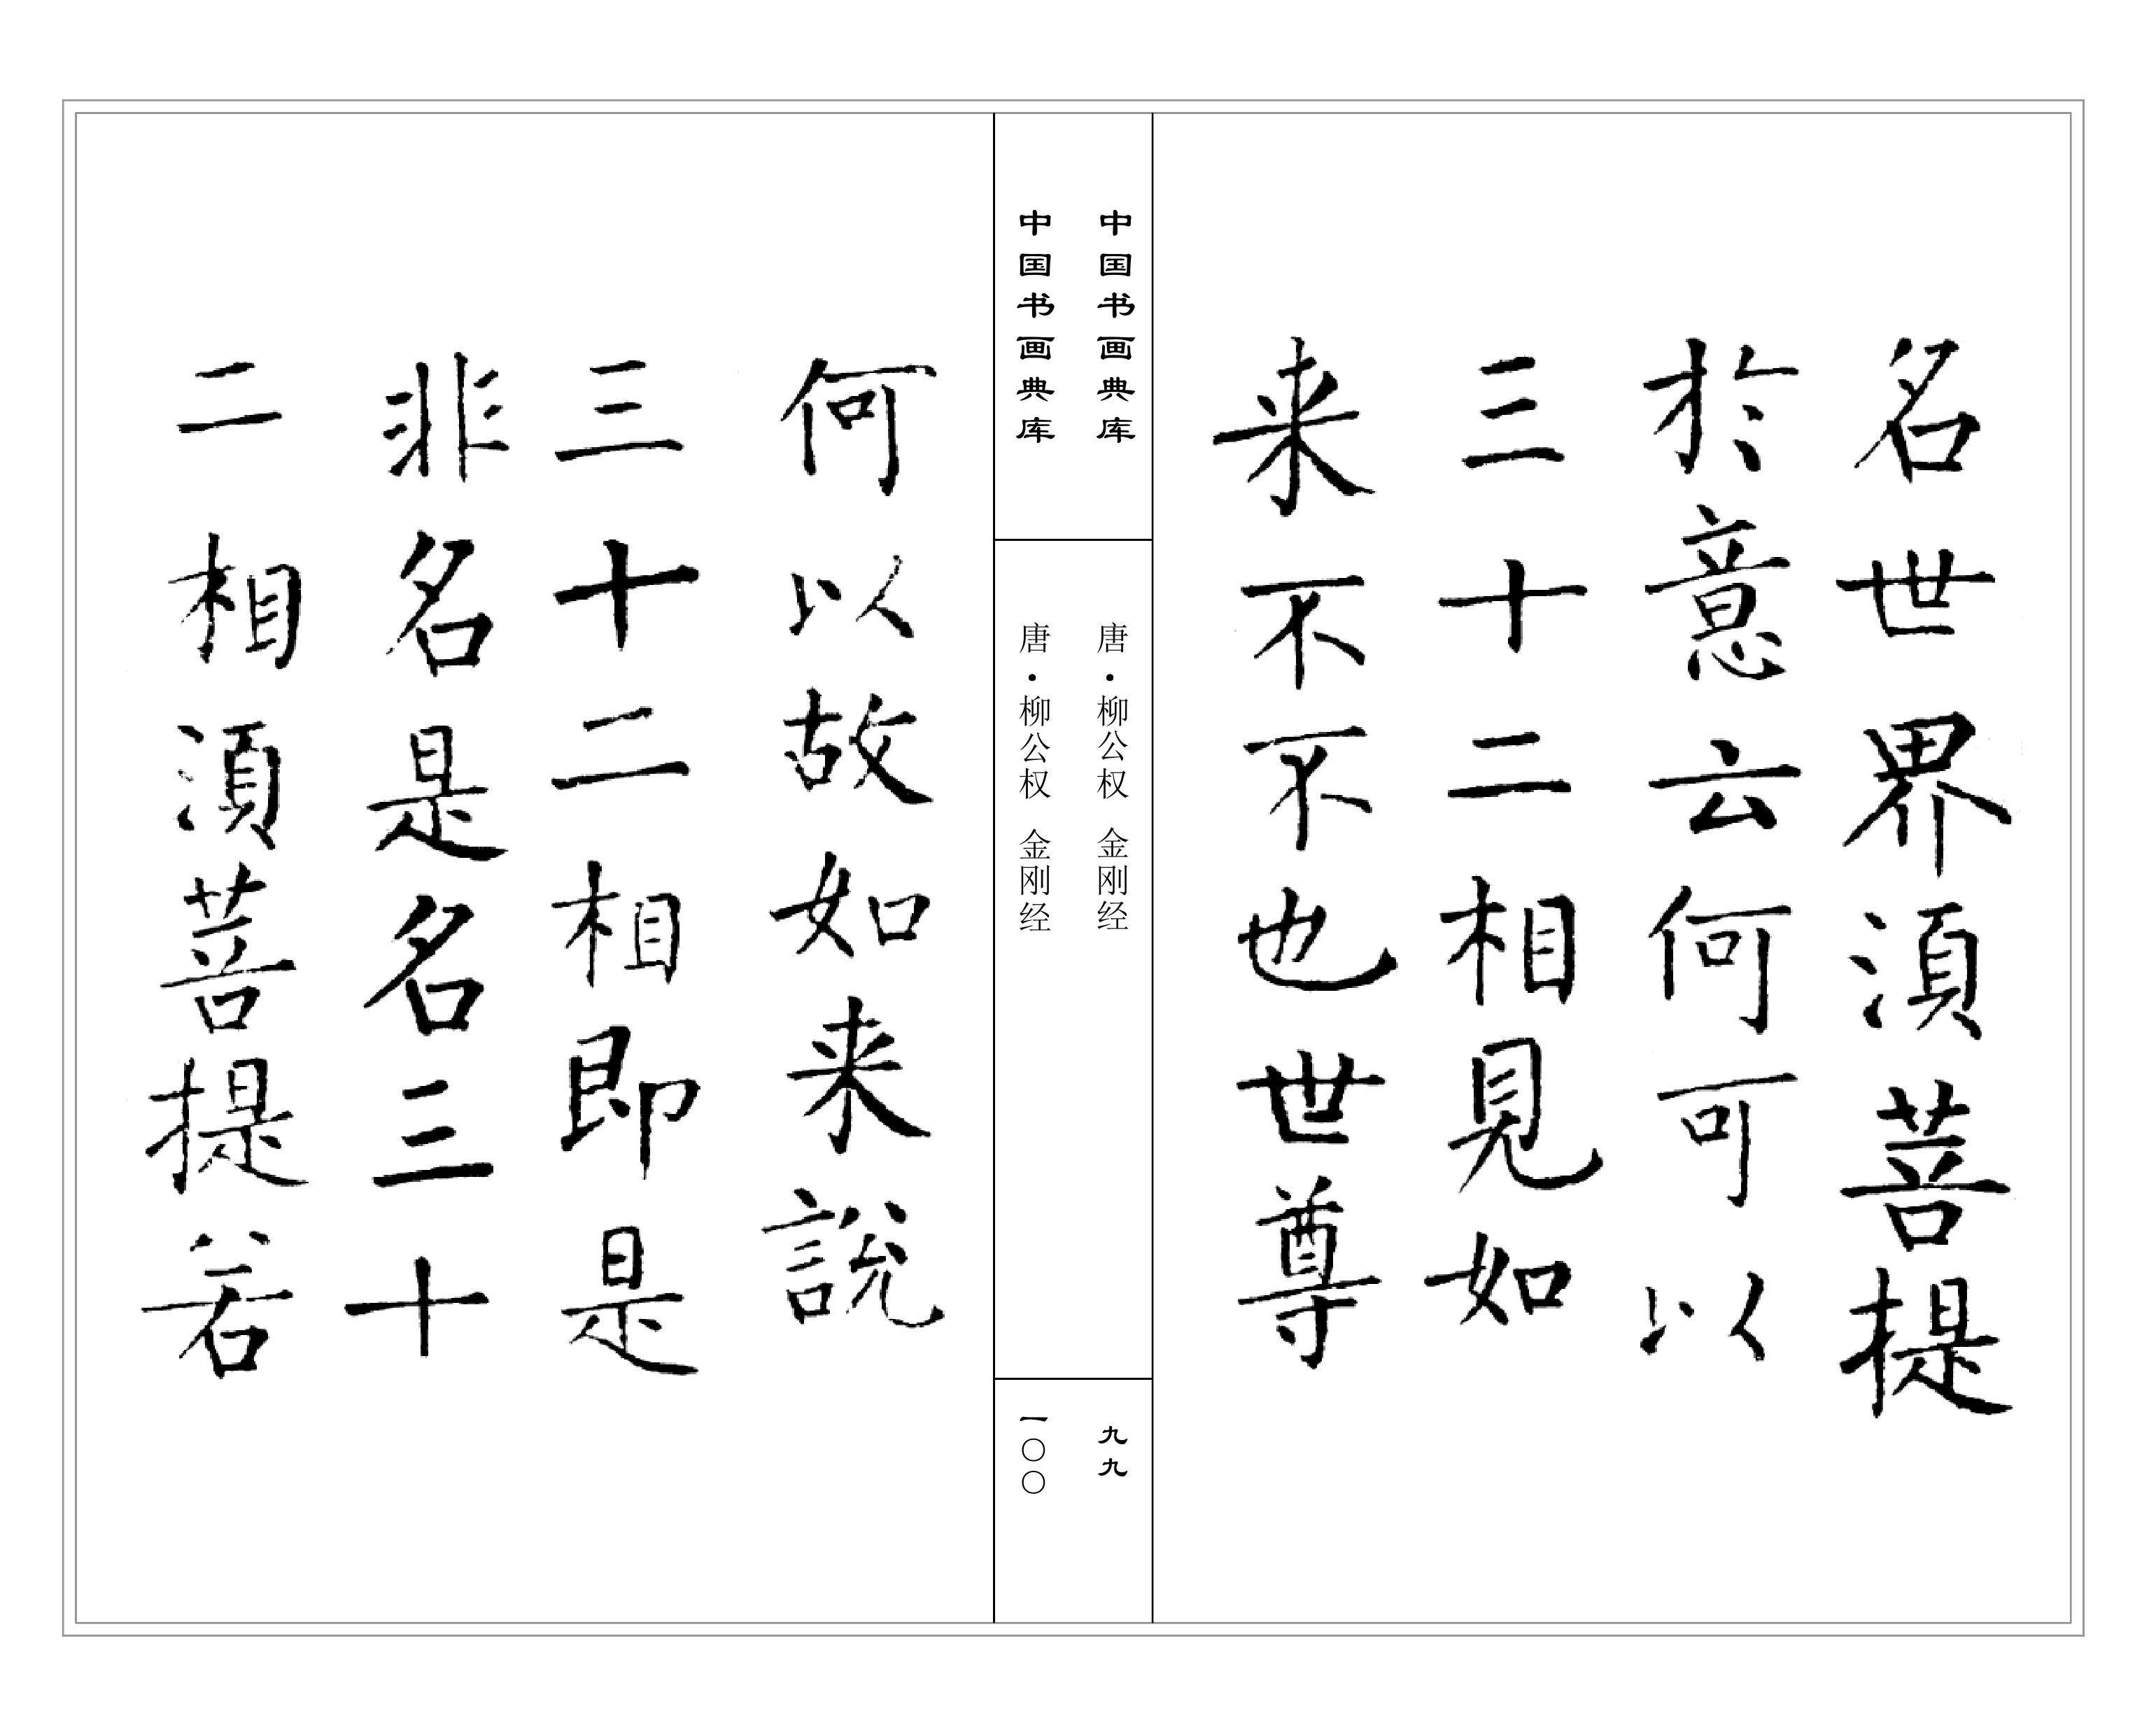 名世界須菩提
於意云何可以
三十二相見如
来不不也世尊
中国书画典库
唐·柳公权 金刚经
九九
中国书画典库
唐·柳公权 金刚经
一〇〇
何以故如来說
三十二相即是
非名是名三十
二相須菩提若